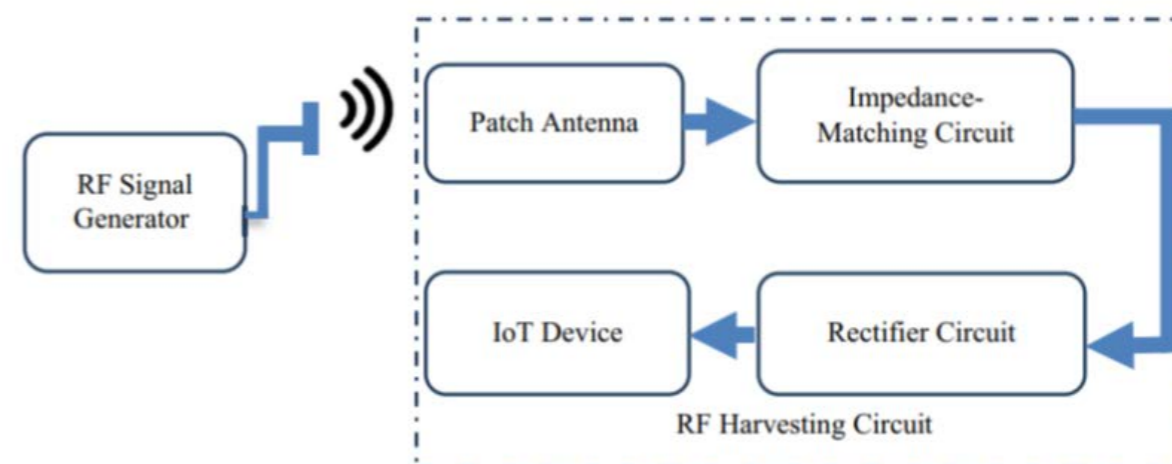 RF Signal
Generator
Patch Antenna
Impedance-
Matching Circuit
IoT Device
Rectifier Circuit
RF Harvesting Circuit